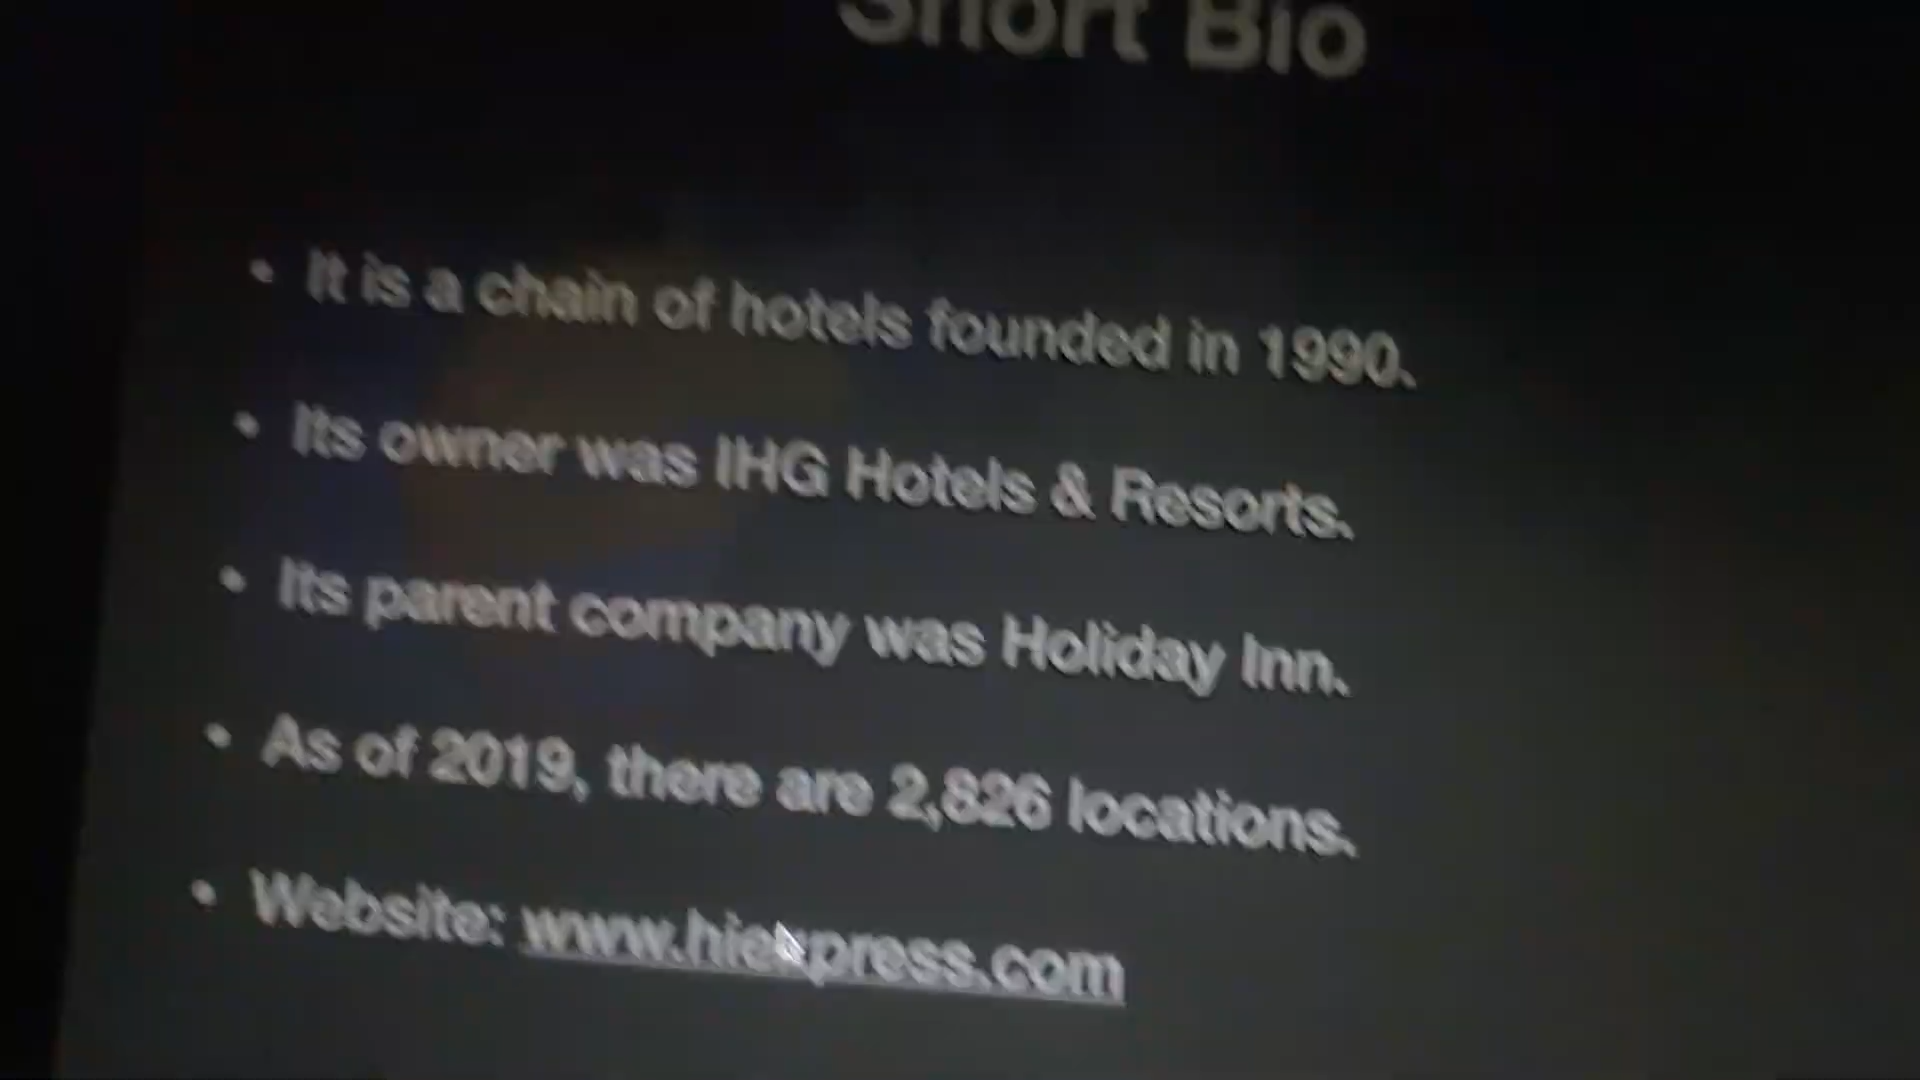 Short Bio
• It is a chain of hotels founded in 1990.
• Its owner was IHG Hotels & Resorts.
• Its parent company was Holiday Inn.
• As of 2019, there are 2,826 locations.
• Website: www.hiexpress.com